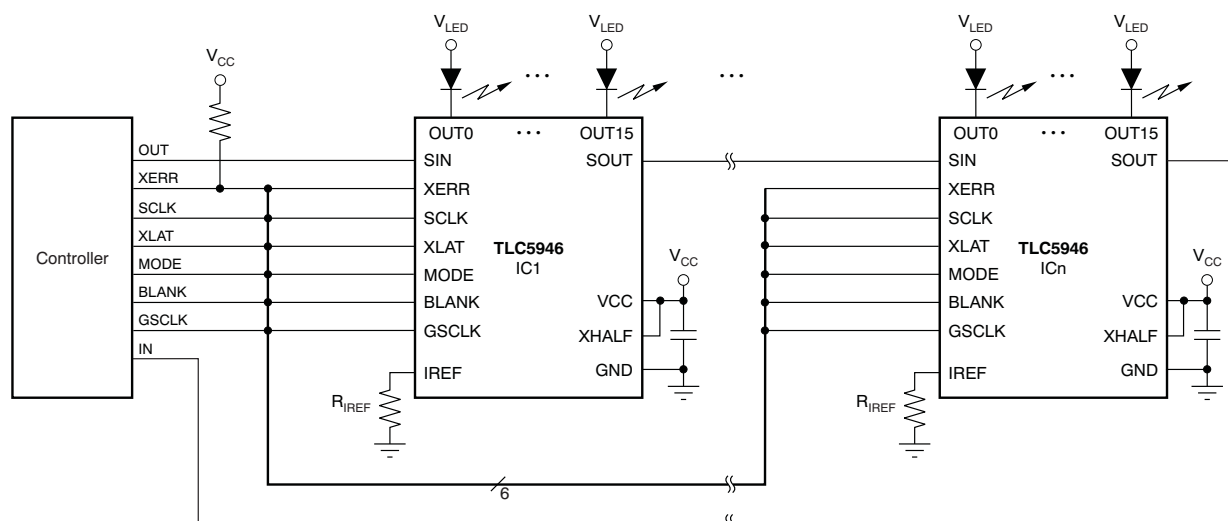 V_LED V_LED V_LED V_LED
V_CC
... ... ...
OUT0 ... OUT15
OUT0 ... OUT15
Controller
OUT
XERR
SCLK
XLAT
MODE
BLANK
GSCLK
IN
SIN
XERR
SCLK
XLAT
MODE
BLANK
GSCLK
IREF
SOUT
TLC5946
IC1
V_CC
VCC
XHALF
GND
R_IREF
6
SIN
XERR
SCLK
XLAT
MODE
BLANK
GSCLK
IREF
SOUT
TLC5946
ICn
V_CC
VCC
XHALF
GND
R_IREF